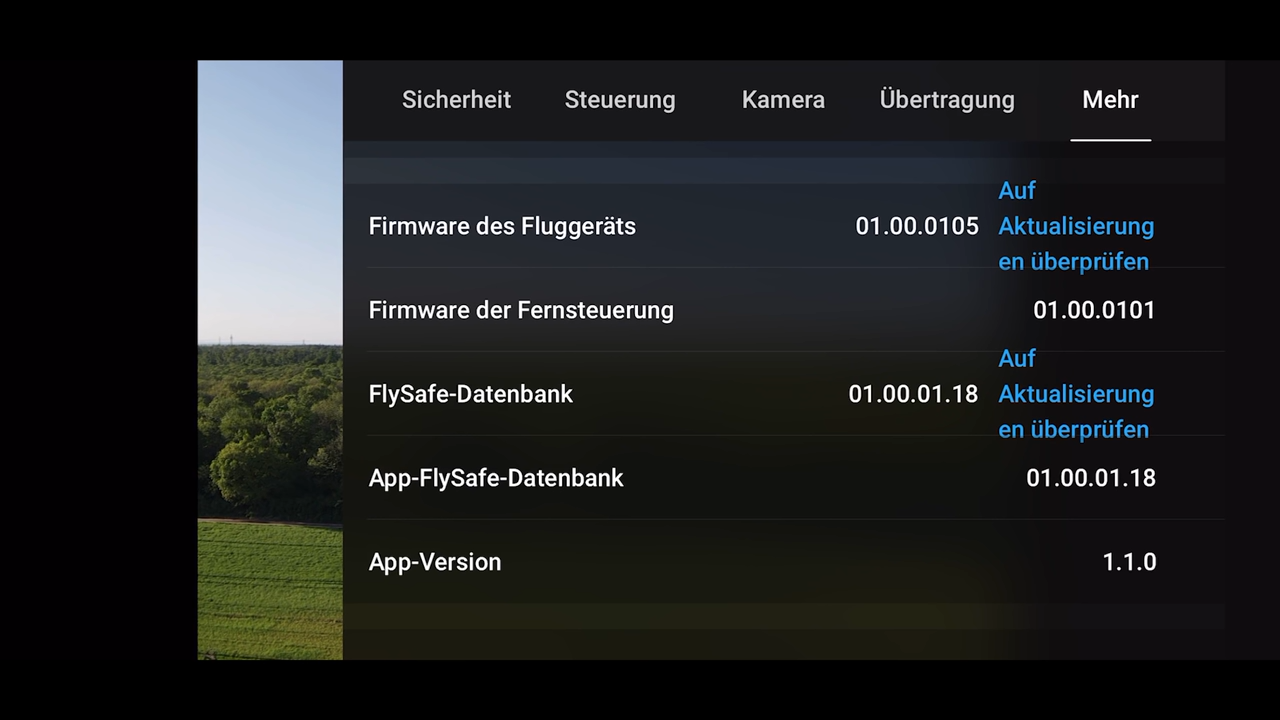 Sicherheit Steuerung Kamera Übertragung Mehr
Firmware des Fluggeräts 01.00.0105 Auf
Aktualisierung
en überprüfen
Firmware der Fernsteuerung 01.00.0101
FlySafe-Datenbank 01.00.01.18 Auf
Aktualisierung
en überprüfen
App-FlySafe-Datenbank 01.00.01.18
App-Version 1.1.0